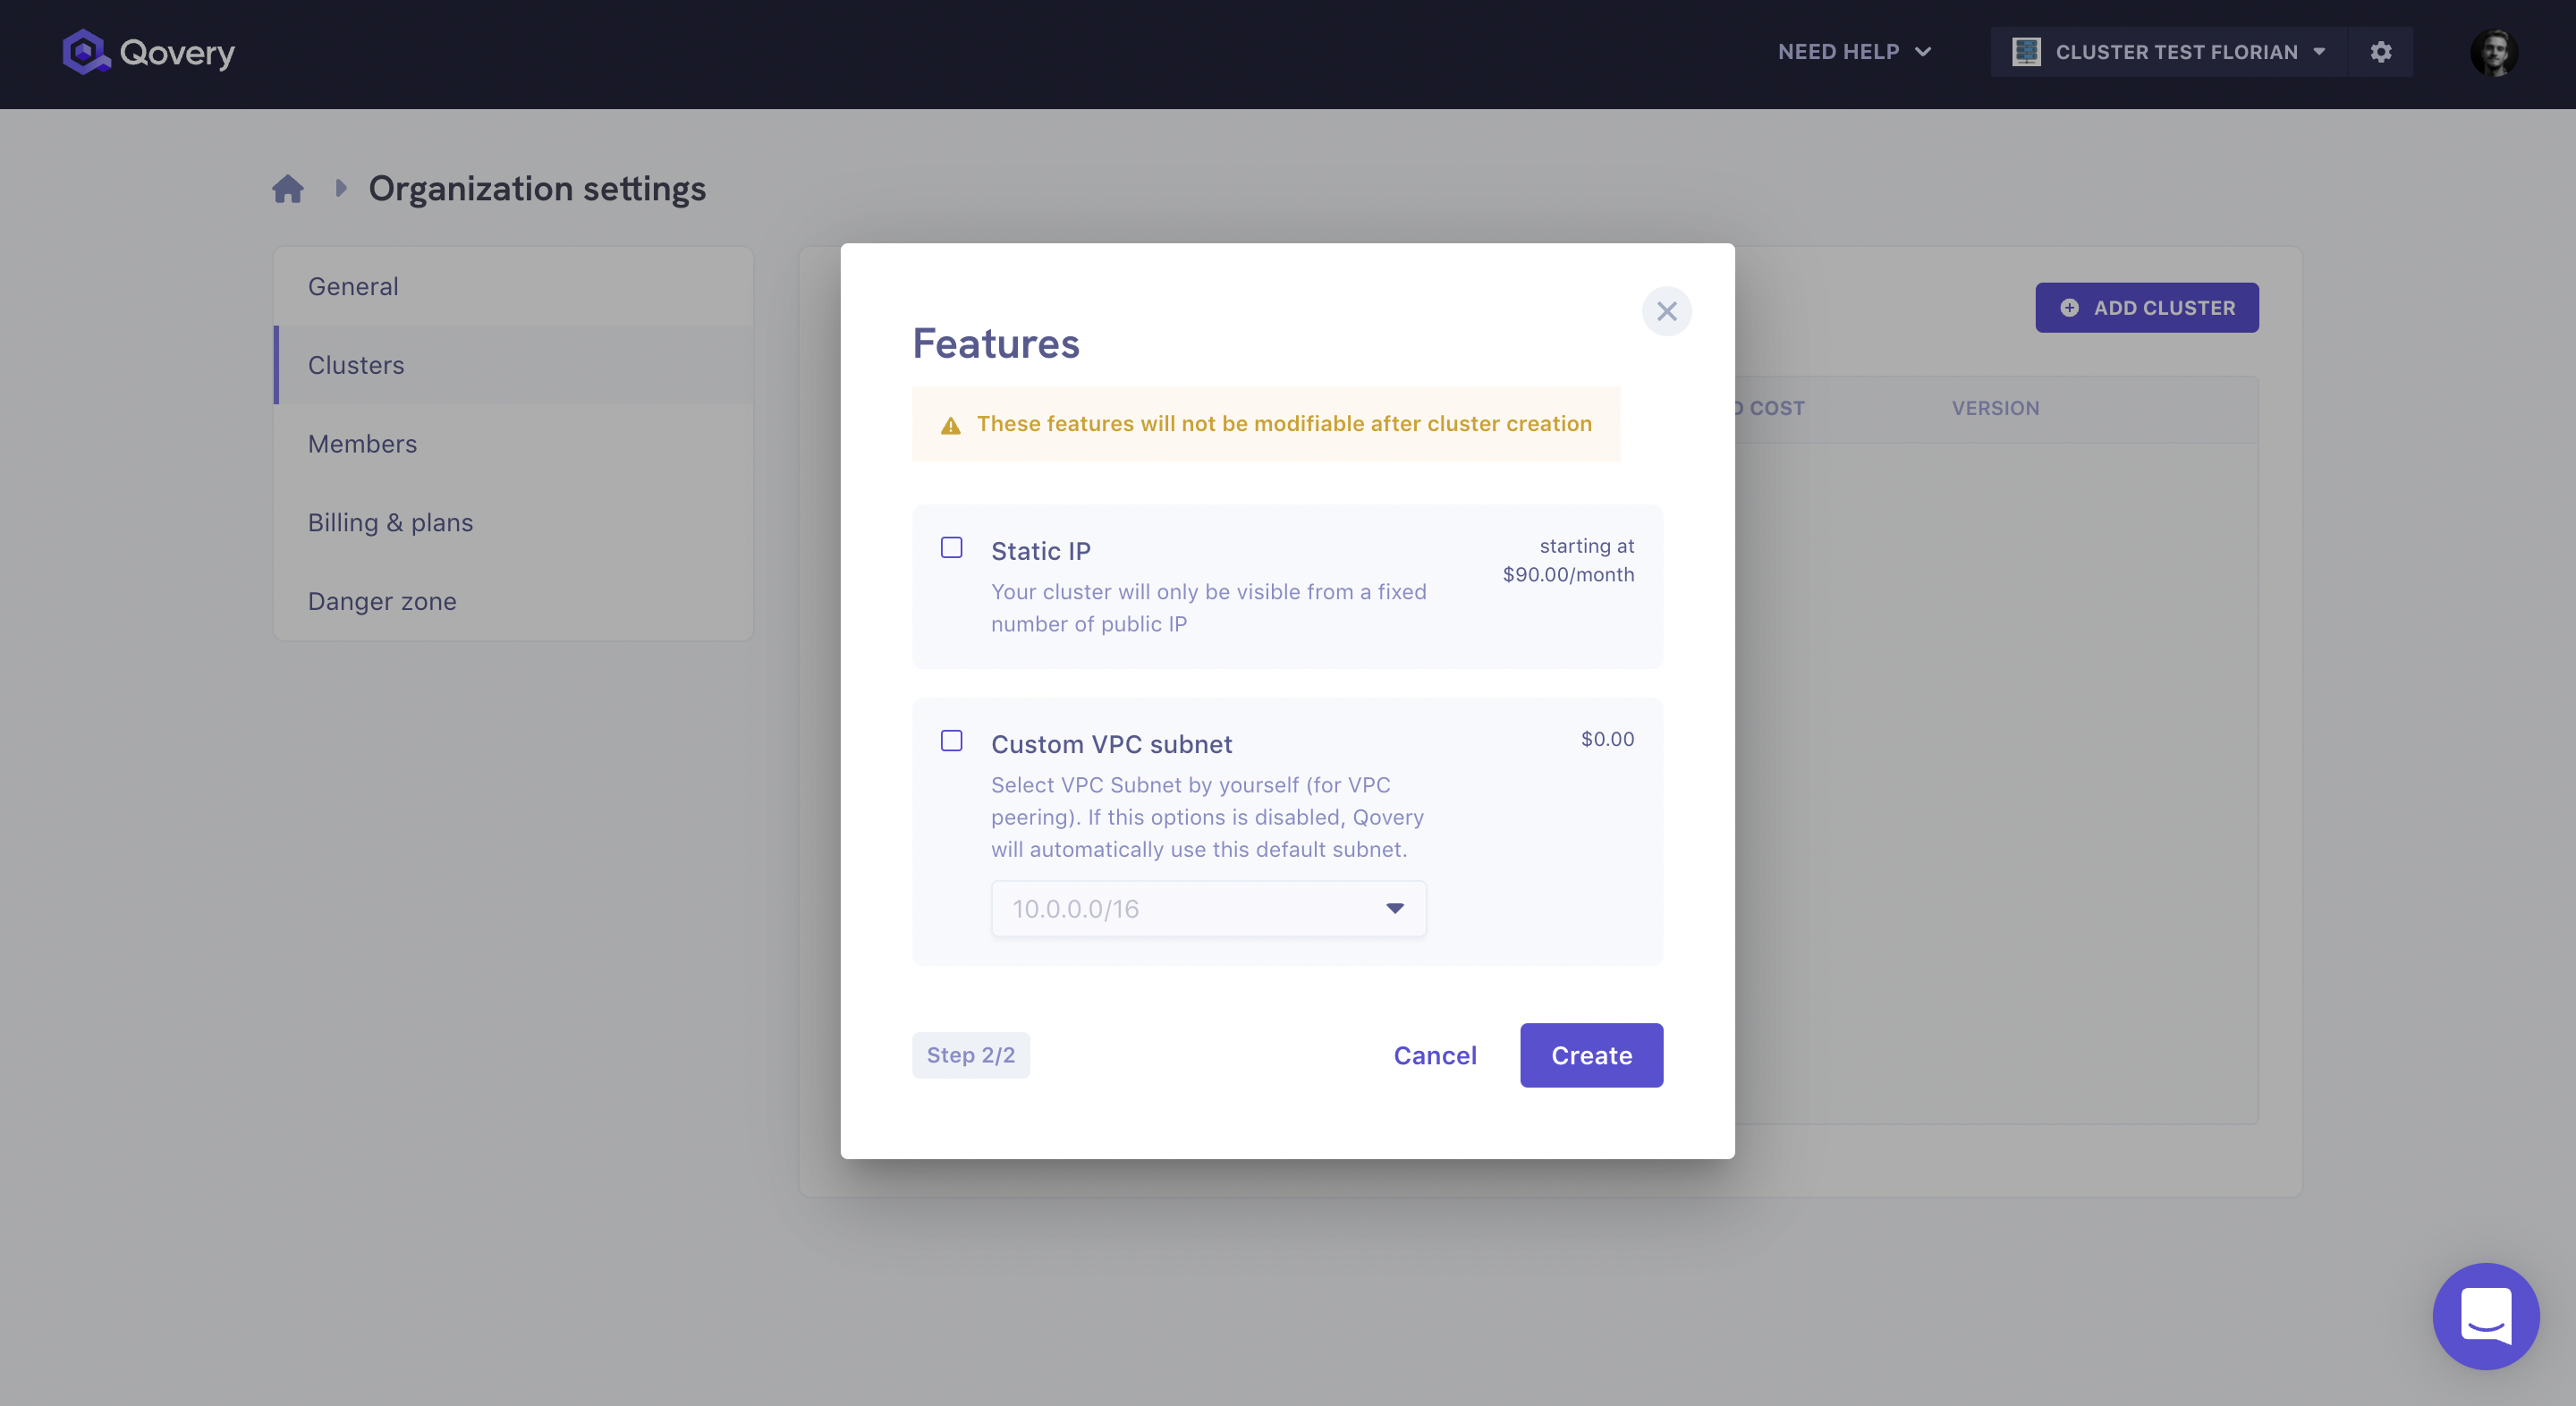 Qovery
NEED HELP
CLUSTER TEST FLORIAN
Organization settings
General
Clusters
Members
Billing & plans
Danger zone
ADD CLUSTER
COST
VERSION
Features
These features will not be modifiable after cluster creation
Static IP
starting at
$90.00/month
Your cluster will only be visible from a fixed
number of public IP
Custom VPC subnet
$0.00
Select VPC Subnet by yourself (for VPC
peering). If this options is disabled, Qovery
will automatically use this default subnet.
10.0.0.0/16
Step 2/2
Cancel
Create